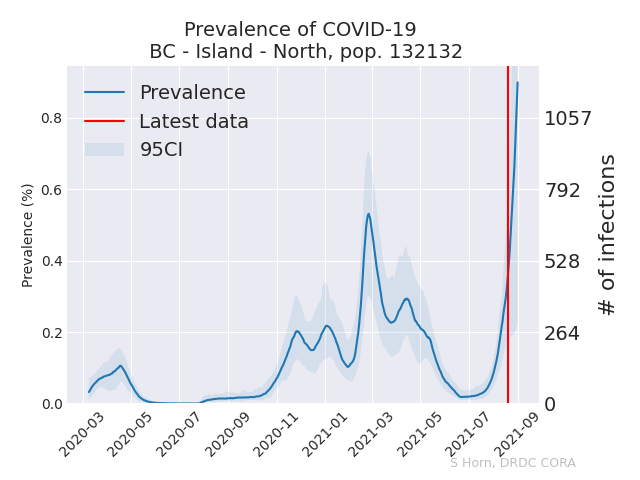 Prevalence of COVID-19
BC - Island - North, pop. 132132
Prevalence
Latest data
95CI
Prevalence (%)
0.8
0.6
0.4
0.2
0.0
1057
792
528
264
0
# of infections
2020-03
2020-05
2020-07
2020-09
2020-11
2021-01
2021-03
2021-05
2021-07
2021-09
S Horn, DRDC CORA